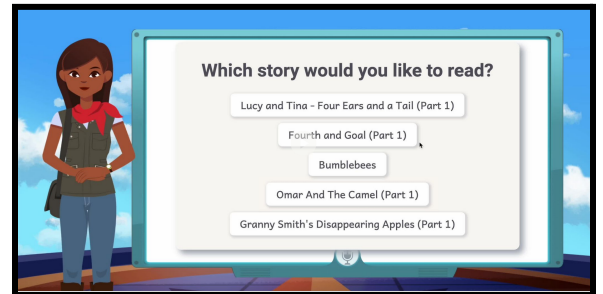 Which story would you like to read?
Lucy and Tina - Four Ears and a Tail (Part 1)
Fourth and Goal (Part 1)
Bumblebees
Omar And The Camel (Part 1)
Granny Smith's Disappearing Apples (Part 1)